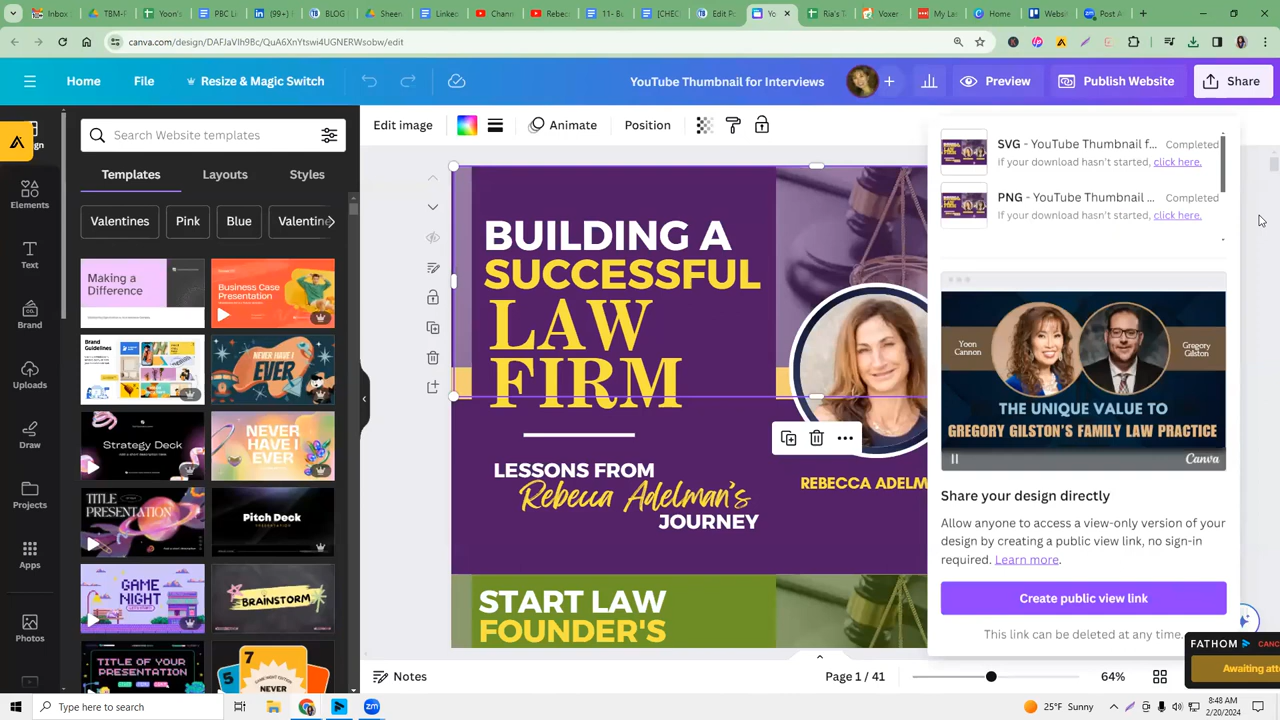 Inbox
TBM-
Yoon's
PBC L
(99+)
BLOG
Sheer
Links
Chann
Rebec
11- Bu
[CHEC
Edit Po
Yo
Ria's T
Voxer
My La
Home
Websi
Post A
canva.com/design/DAFJaVlh9Bc/QuA6XnYtswi4UGNERWsobw/edit
Home
File
Resize & Magic Switch
YouTube Thumbnail for Interviews
Preview
Publish Website
Share
Search Website templates
Edit image
Animate
Position
Elements
Text
Brand
Uploads
Draw
Projects
Apps
Photos
Templates
Layouts
Styles
Valentines
Pink
Blue
Making a
Difference
Business Case
Presentation
Brand
Guidelines
NEVER HAVE I
EVER
Strategy Deck
NEVER
HAVE I
EVER
TITLE
PRESENTATION
Pitch Deck
GAME
NIGHT
BRAINSTORM
TITLE OF YOUR
PRESENTATION
7
5
BUILDING A
SUCCESSFUL
LAW
FIRM
LESSONS FROM
Rebecca Adelman's
JOURNEY
REBECCA ADELM
START LAW
FOUNDER'S
SVG - YouTube Thumbnail f... Completed
If your download hasn't started, click here.
PNG - YouTube Thumbnail ... Completed
If your download hasn't started, click here.
Yoon
Cannon
Gregory
Gilston
THE UNIQUE VALUE TO
GREGORY GILSTON'S FAMILY LAW PRACTICE
Canva
Share your design directly
Allow anyone to access a view-only version of your
design by creating a public view link, no sign-in
required. Learn more.
Create public view link
This link can be deleted at any time.
FATHOM
CANC
Awaiting atte
Notes
Page 1 / 41
64%
Type here to search
25°F Sunny
8:48 AM
2/20/2024